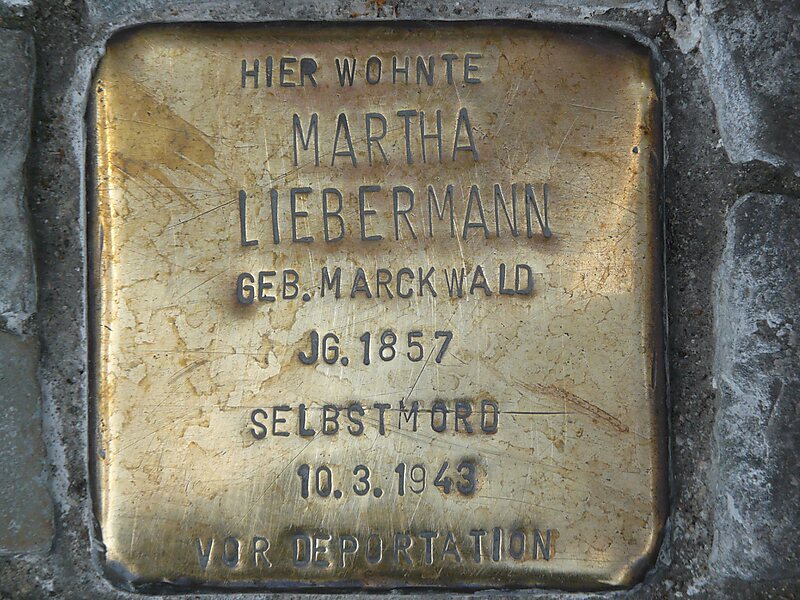 HIER WOHNTE
MARTHA
LIEBERMANN
GEB. MARCKWALD
JG. 1857
SELBSTMORD
10.3.1943
VOR DEPORTATION